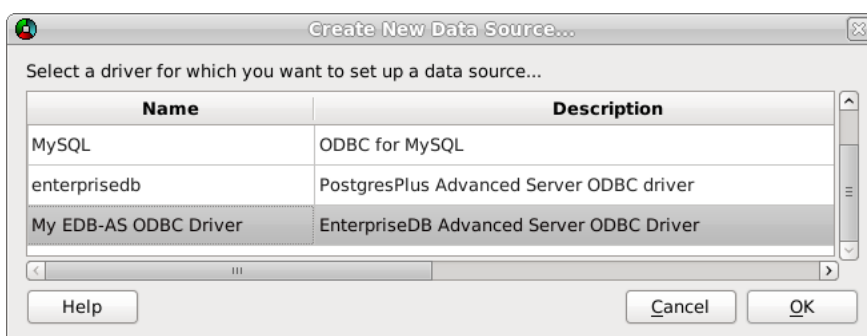 Create New Data Source...
Select a driver for which you want to set up a data source...
Name Description
MySQL ODBC for MySQL
enterprisedb PostgresPlus Advanced Server ODBC driver
My EDB-AS ODBC Driver EnterpriseDB Advanced Server ODBC Driver
Help Cancel OK